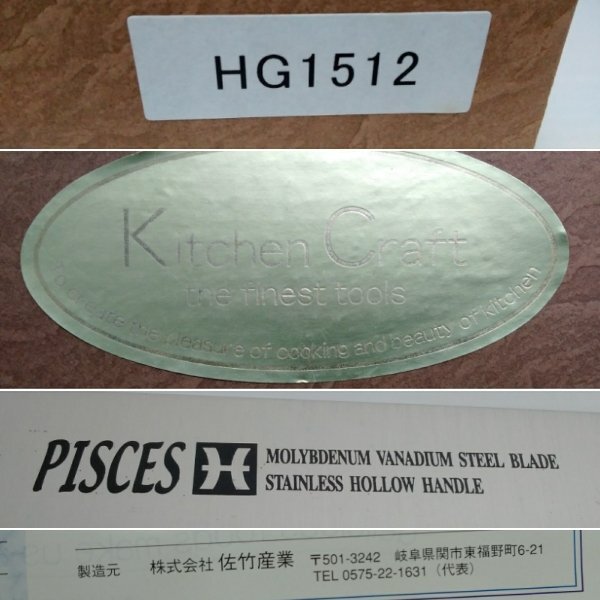 HG1512
Kitchen Craft
the finest tools
To create the pleasure of cooking and beauty of kitchen
PISCES MOLYBDENUM VANADIUM STEEL BLADE
STAINLESS HOLLOW HANDLE
製造元 株式会社 佐竹産業 〒501-3242 岐阜県関市東福野町6-21
TEL 0575-22-1631（代表）